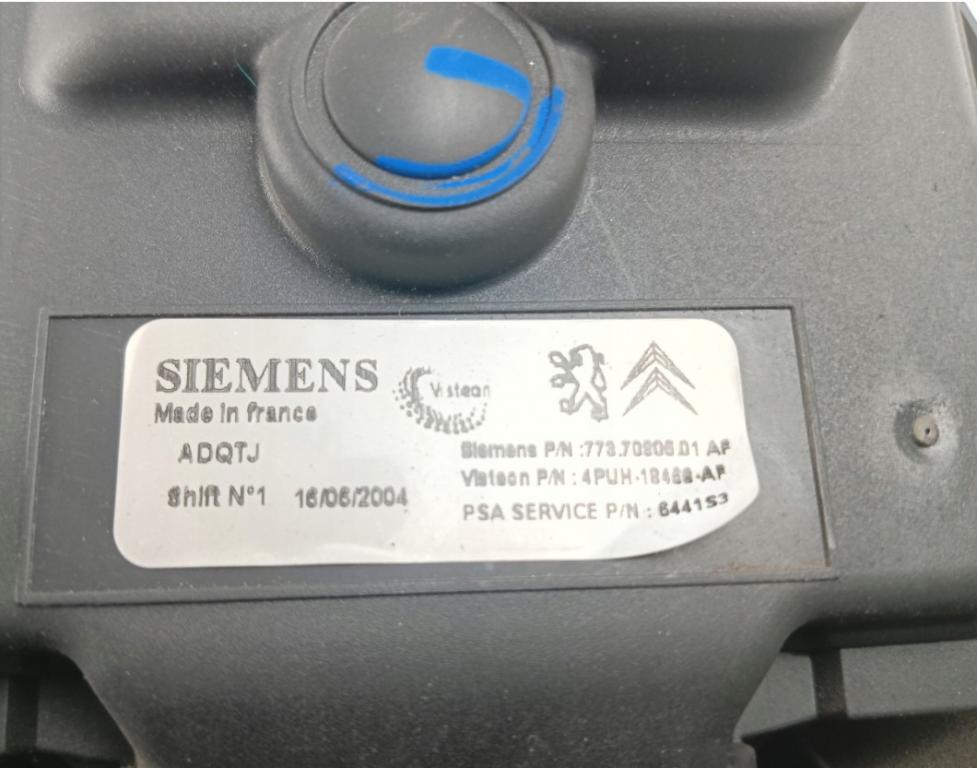 SIEMENS
Visteon
Made in france
ADQTJ
Shift N°1 16/06/2004
Siemens P/N :773.70806.01 AF
Visteon P/N : 4PUH-18468-AF
PSA SERVICE P/N : 6441S3